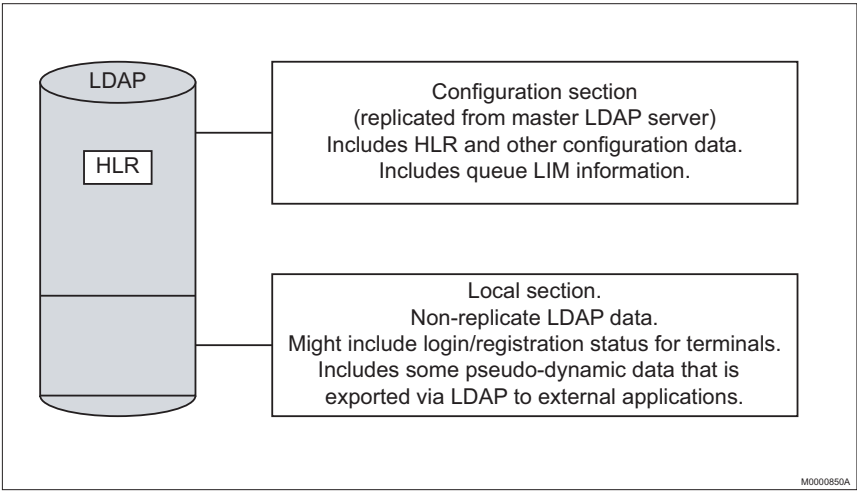 LDAP
HLR
Configuration section
(replicated from master LDAP server)
Includes HLR and other configuration data.
Includes queue LIM information.
Local section.
Non-replicate LDAP data.
Might include login/registration status for terminals.
Includes some pseudo-dynamic data that is
exported via LDAP to external applications.
M0000850A